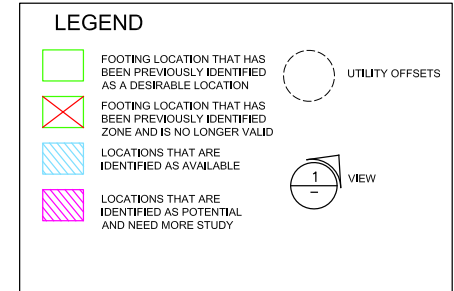 LEGEND
FOOTING LOCATION THAT HAS
BEEN PREVIOUSLY IDENTIFIED
AS A DESIRABLE LOCATION
FOOTING LOCATION THAT HAS
BEEN PREVIOUSLY IDENTIFIED
ZONE AND IS NO LONGER VALID
LOCATIONS THAT ARE
IDENTIFIED AS AVAILABLE
LOCATIONS THAT ARE
IDENTIFIED AS POTENTIAL
AND NEED MORE STUDY
UTILITY OFFSETS
1
–
VIEW